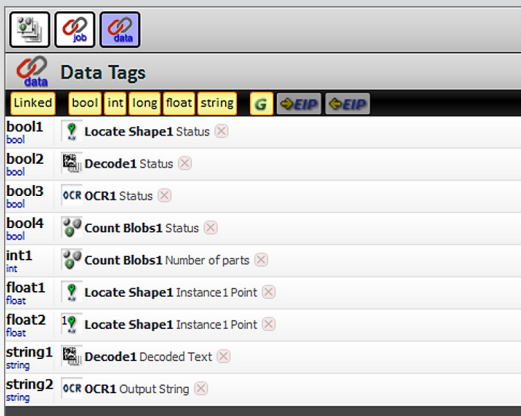 job
data
data
Data Tags
Linked bool int long float string G EIP EIP
bool1
bool
Locate Shape1 Status
bool2
bool
Decode1 Status
bool3
bool
OCR OCR1 Status
bool4
bool
Count Blobs1 Status
int1
int
Count Blobs1 Number of parts
float1
float
Locate Shape1 Instance1 Point
float2
float
1 Locate Shape1 Instance1 Point
string1
string
Decode1 Decoded Text
string2
string
OCR OCR1 Output String